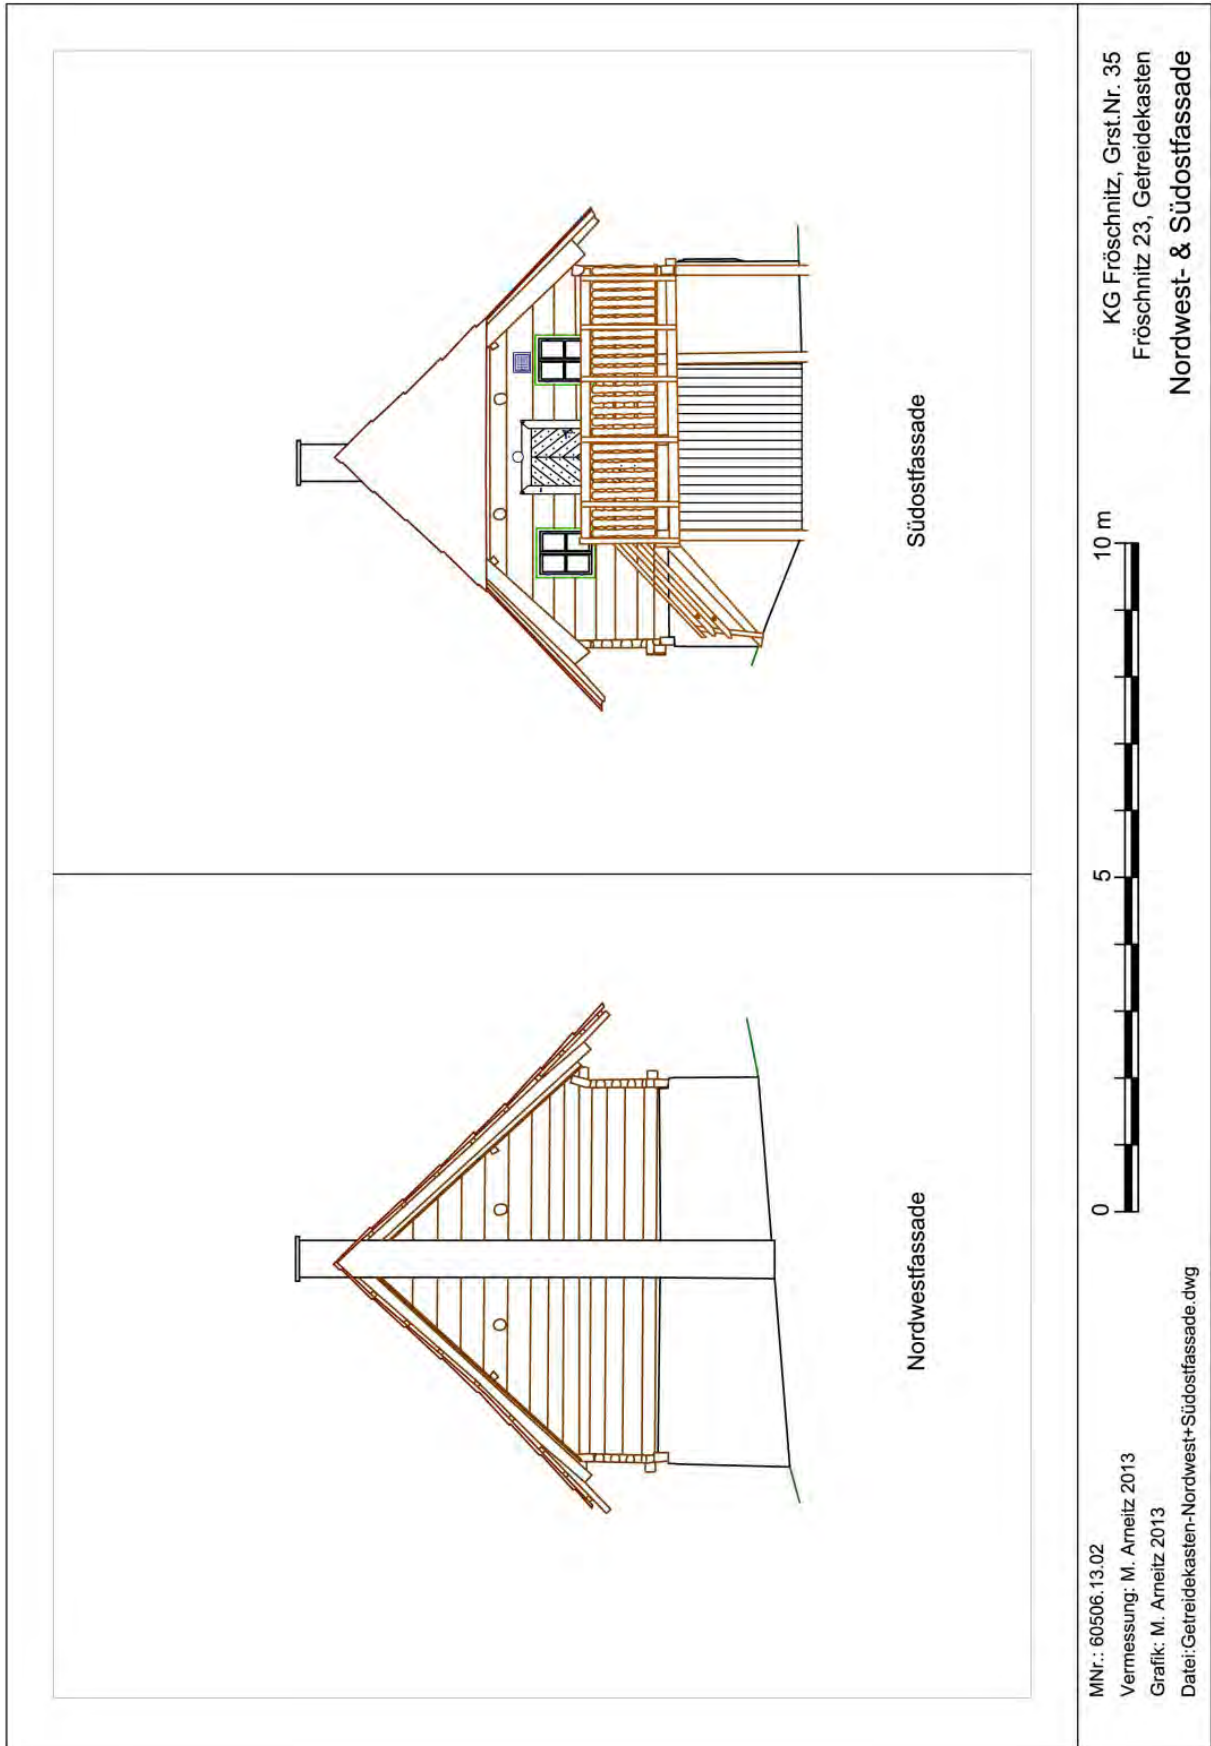 Nordwestfassade
Südostfassade
MNr.: 60506.13.02
Vermessung: M. Arneitz 2013
Grafik: M. Arneitz 2013
Datei:Getreidekasten-Nordwest+Südostfassade.dwg
0 5 10 m
KG Fröschnitz, Grst.Nr. 35
Fröschnitz 23, Getreidekasten
Nordwest- & Südostfassade